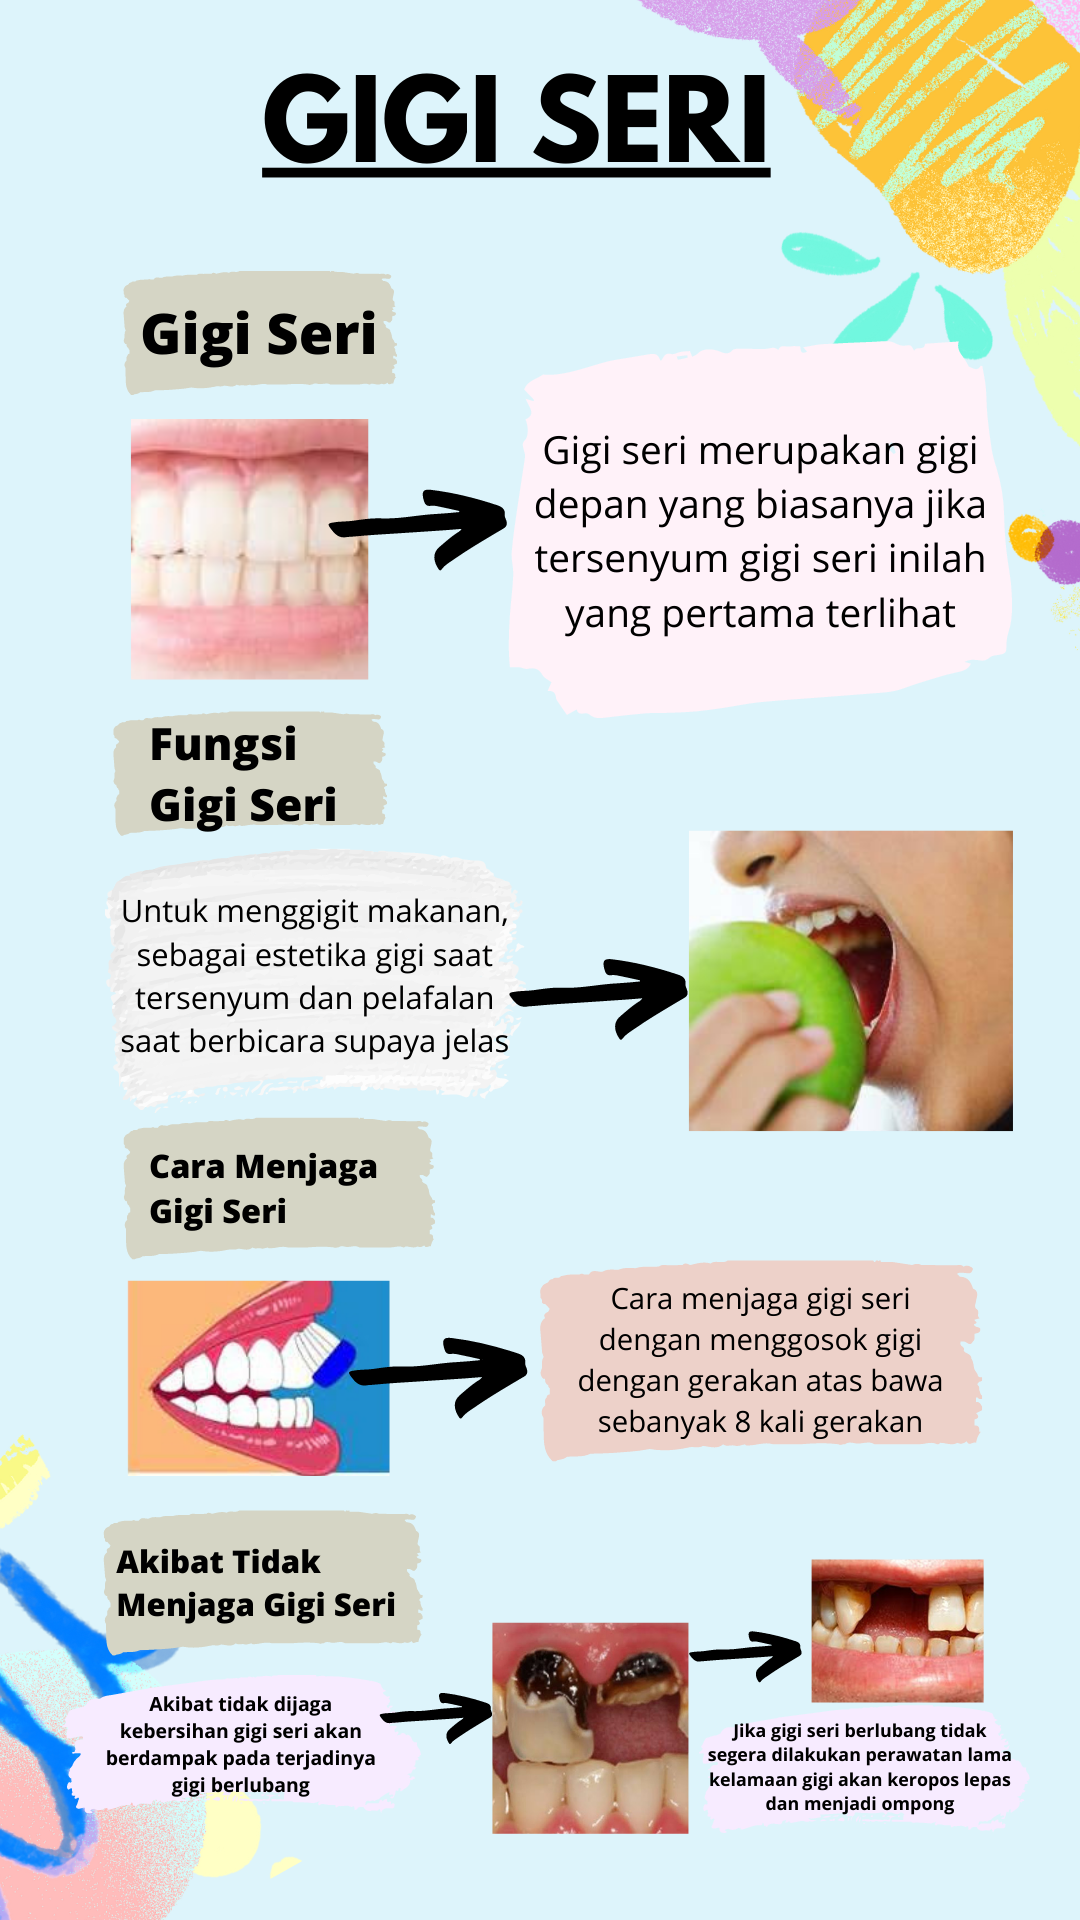 GIGI SERI
Gigi Seri
Gigi seri merupakan gigi
depan yang biasanya jika
tersenyum gigi seri inilah
yang pertama terlihat
Fungsi
Gigi Seri
Untuk menggigit makanan,
sebagai estetika gigi saat
tersenyum dan pelafalan
saat berbicara supaya jelas
Cara Menjaga
Gigi Seri
Cara menjaga gigi seri
dengan menggosok gigi
dengan gerakan atas bawa
sebanyak 8 kali gerakan
Akibat Tidak
Menjaga Gigi Seri
Akibat tidak dijaga
kebersihan gigi seri akan
berdampak pada terjadinya
gigi berlubang
Jika gigi seri berlubang tidak
segera dilakukan perawatan lama
kelamaan gigi akan keropos lepas
dan menjadi ompong